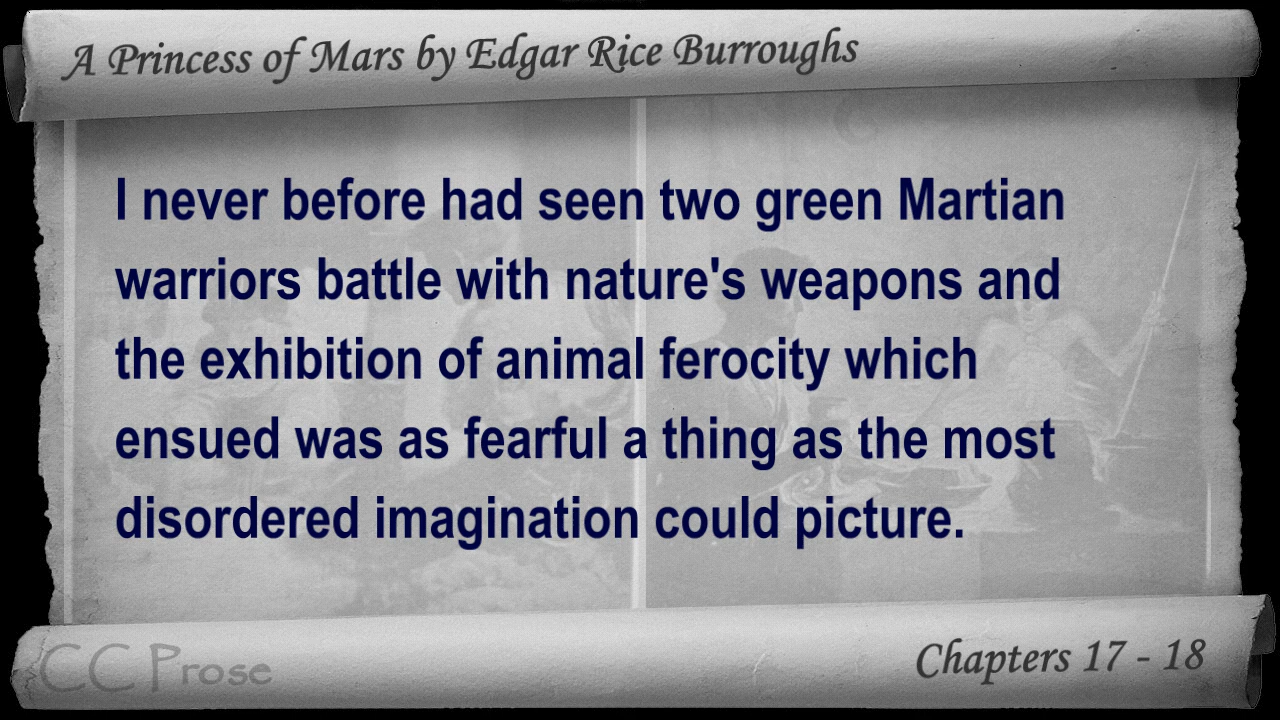 A Princess of Mars by Edgar Rice Burroughs
I never before had seen two green Martian
warriors battle with nature's weapons and
the exhibition of animal ferocity which
ensued was as fearful a thing as the most
disordered imagination could picture.
CC Prose
Chapters 17 - 18